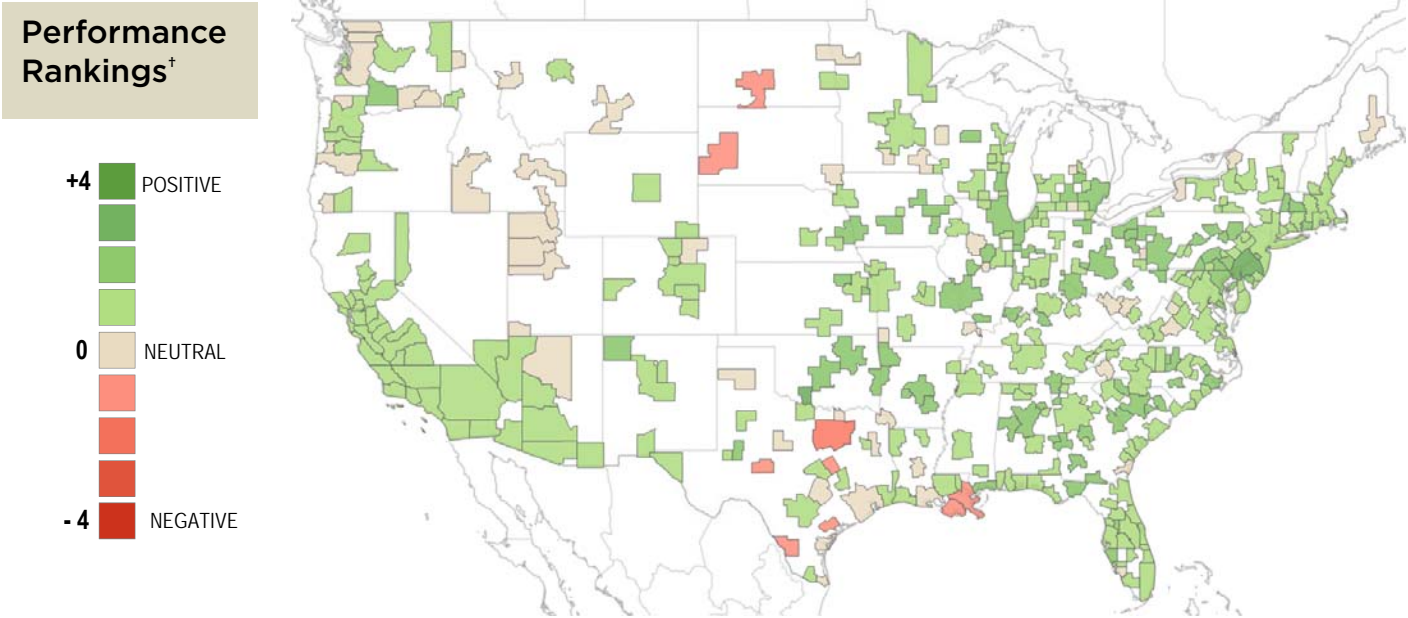 Performance
Rankings†
+4 POSITIVE
0 NEUTRAL
- 4 NEGATIVE